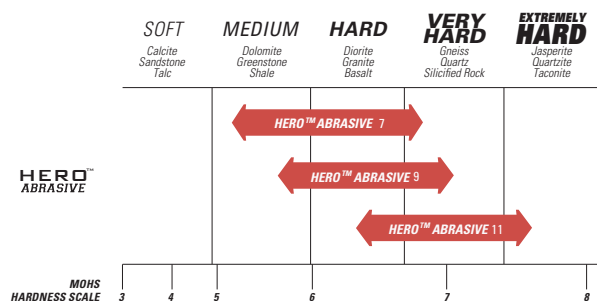 SOFT MEDIUM HARD VERY HARD EXTREMELY HARD
Calcite Dolomite Diorite Gneiss Jasperite
Sandstone Greenstone Granite Quartz Quartzite
Talc Shale Basalt Silicified Rock Taconite
HERO™ ABRASIVE 7
HERO™ ABRASIVE 9
HERO™
ABRASIVE
HERO™ ABRASIVE 11
MOHS
HARDNESS SCALE 3 4 5 6 7 8